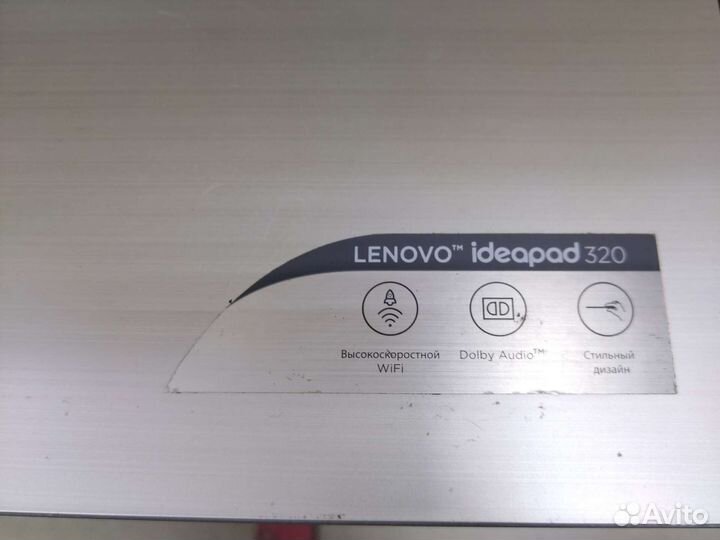 LENOVO™ ideapad 320
Высокоскоростной
WiFi
Dolby Audio™
Стильный
дизайн
Avito